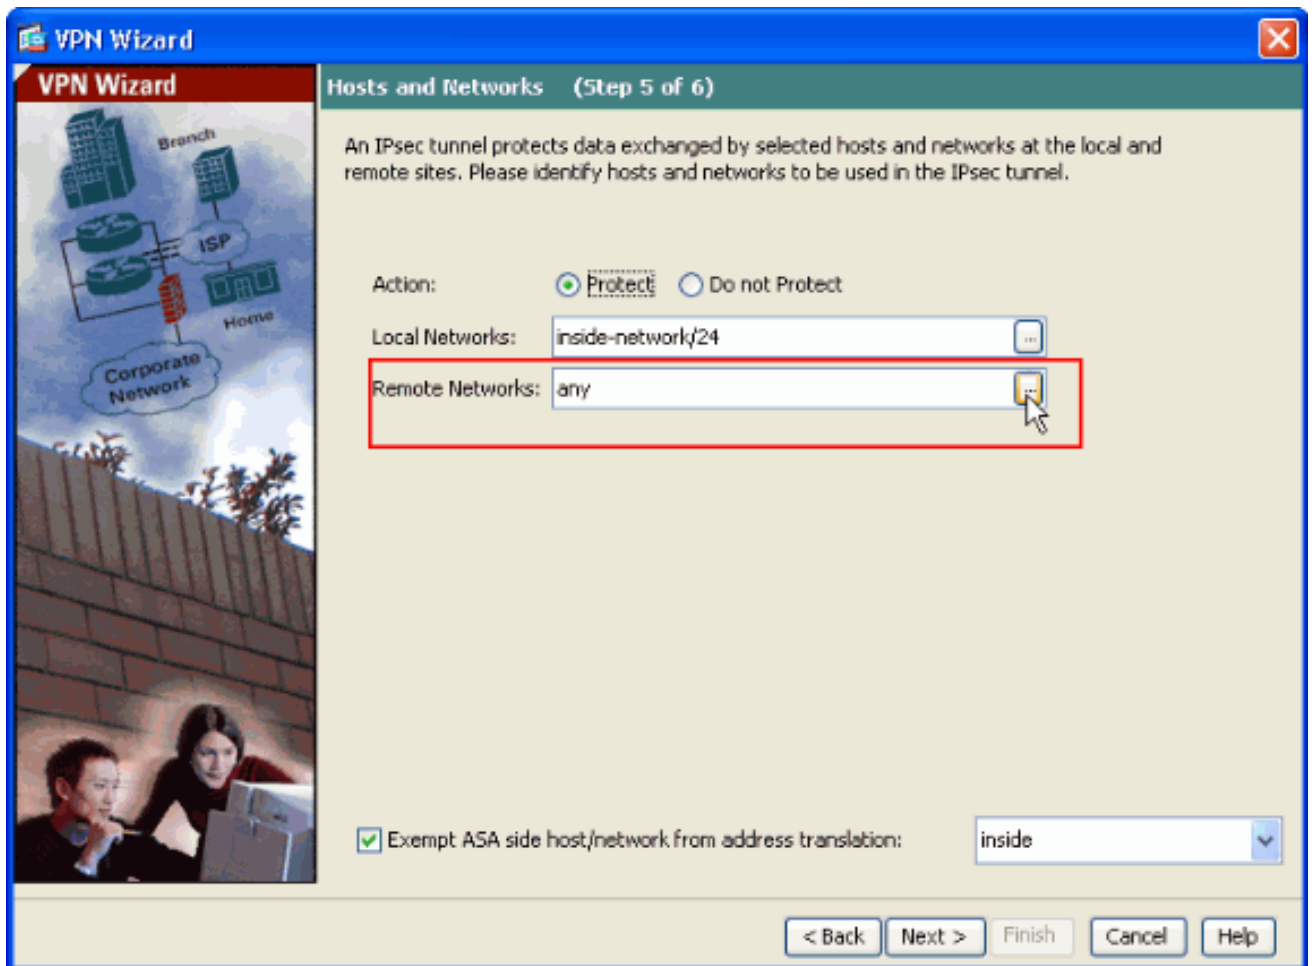 VPN Wizard
VPN Wizard
Hosts and Networks (Step 5 of 6)
Branch
ISP
Home
Corporate
Network
An IPsec tunnel protects data exchanged by selected hosts and networks at the local and
remote sites. Please identify hosts and networks to be used in the IPsec tunnel.
Action: Protect Do not Protect
Local Networks: inside-network/24 ...
Remote Networks: any ...
Exempt ASA side host/network from address translation: inside
< Back Next > Finish Cancel Help